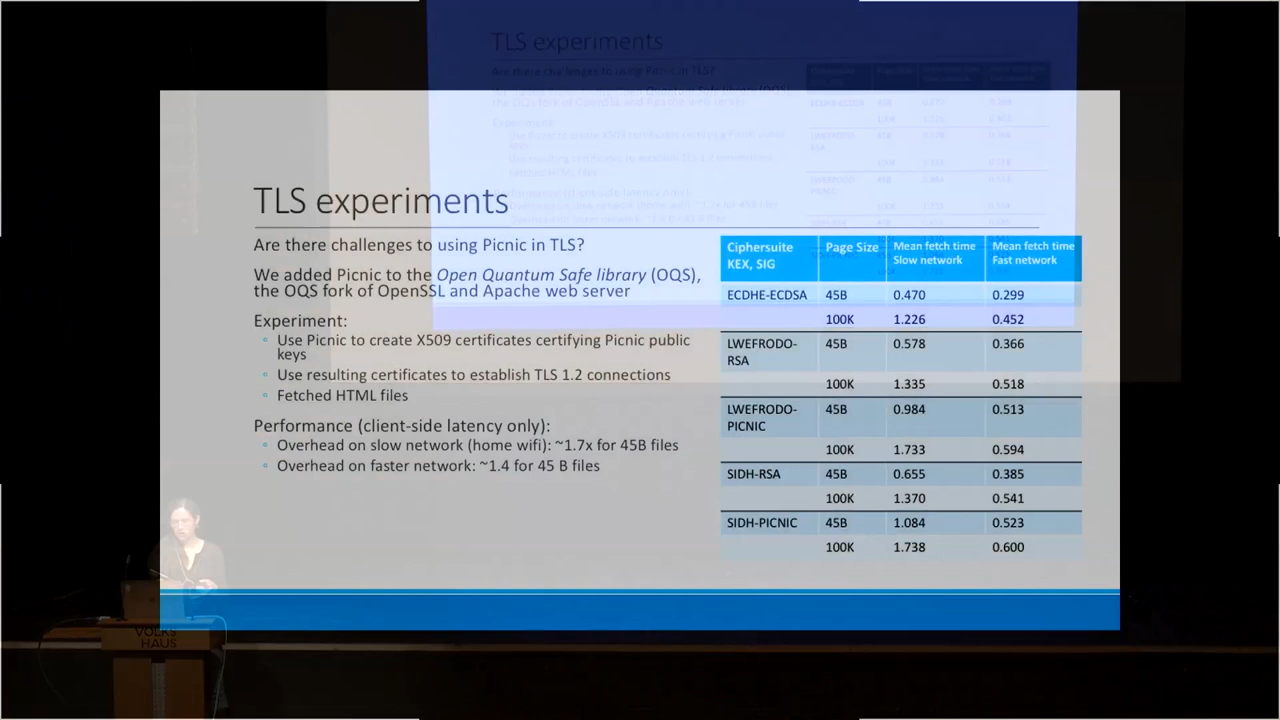 TLS experiments
Are there challenges to using Picnic in TLS?
We added Picnic to the Open Quantum Safe library (OQS),
the OQS fork of OpenSSL and Apache web server
Experiment:
Use Picnic to create X509 certificates certifying Picnic public
keys
Use resulting certificates to establish TLS 1.2 connections
Fetched HTML files
Performance (client-side latency only):
Overhead on slow network (home wifi): ~1.7x for 45B files
Overhead on faster network: ~1.4 for 45 B files
Ciphersuite Page Size Mean fetch time Mean fetch time
KEX, SIG Slow network Fast network
ECDHE-ECDSA 45B 0.470 0.299
100K 1.226 0.452
LWEFRODO- 45B 0.578 0.366
RSA
100K 1.335 0.518
LWEFRODO- 45B 0.984 0.513
PICNIC
100K 1.733 0.594
SIDH-RSA 45B 0.655 0.385
100K 1.370 0.541
SIDH-PICNIC 45B 1.084 0.523
100K 1.738 0.600
TLS experiments
Are there challenges to using Picnic in TLS?
VOLKS
HAUS